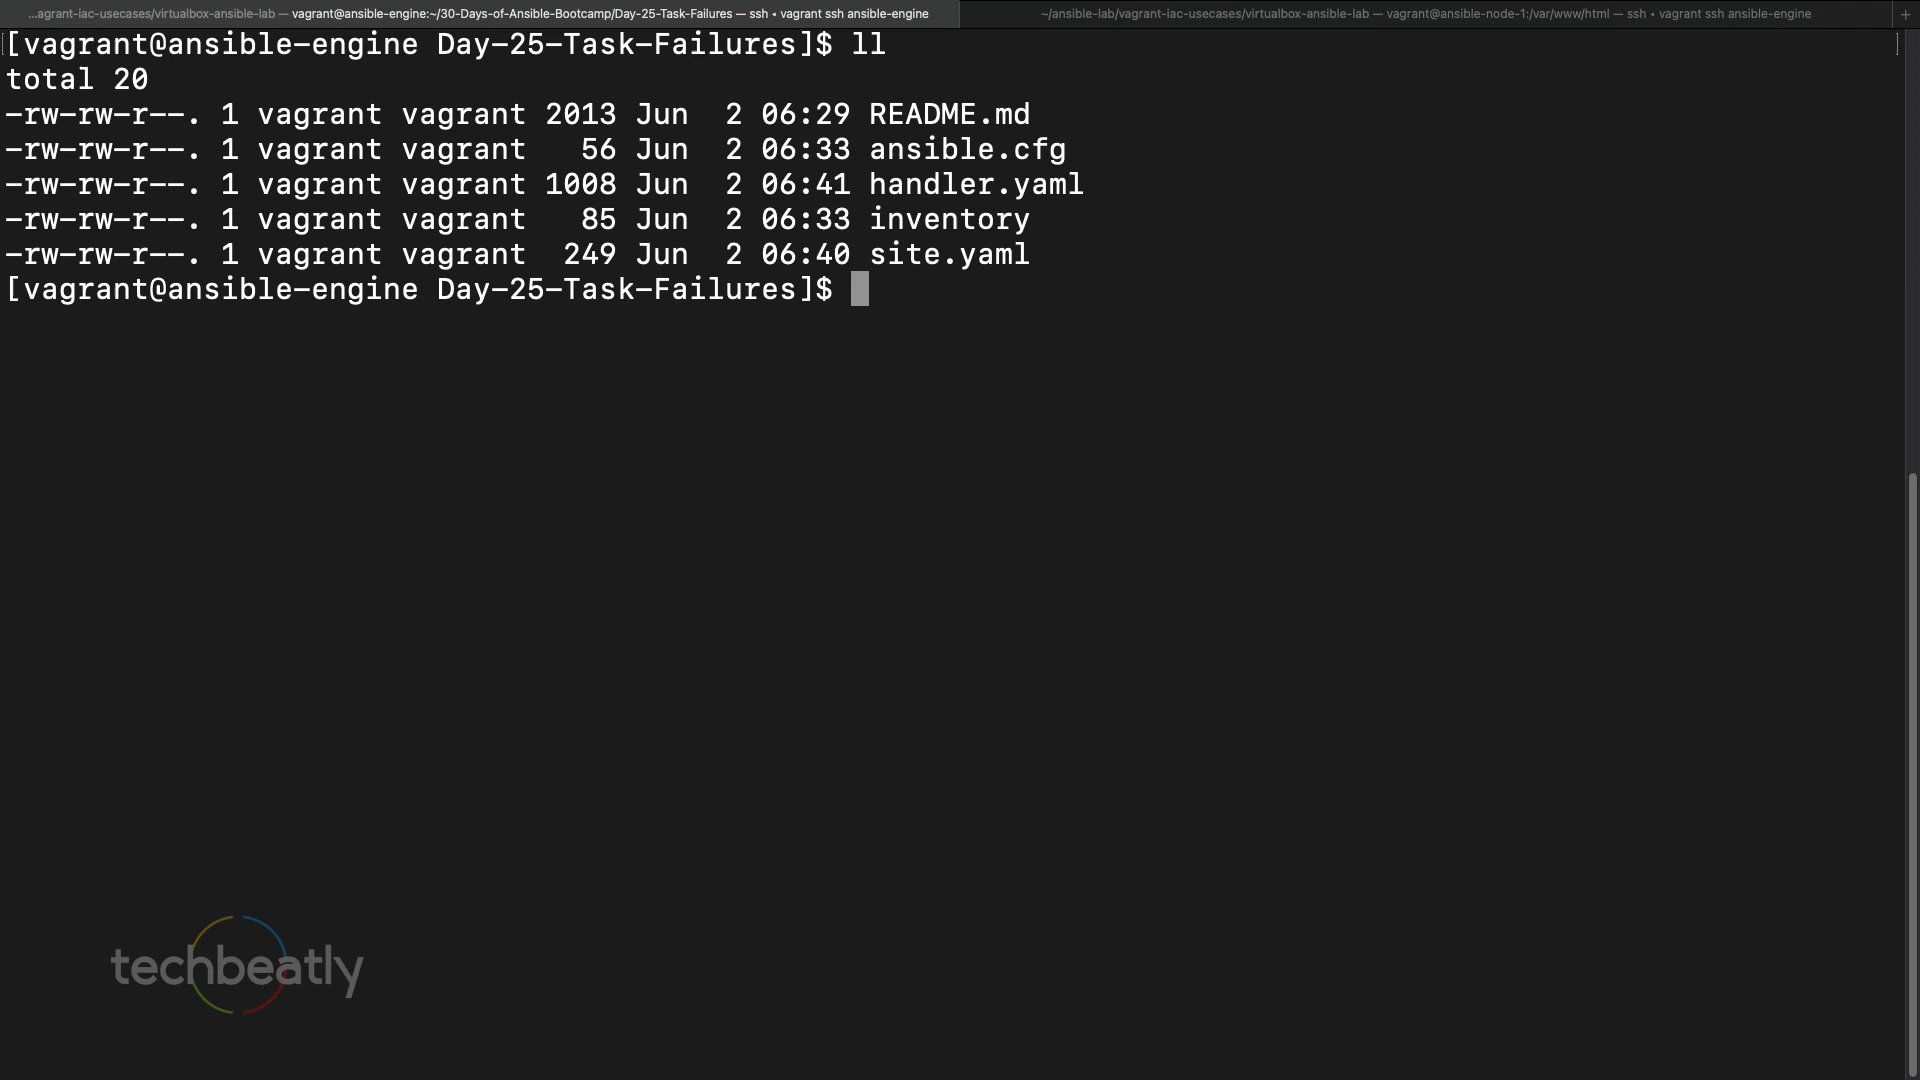 ...agrant-iac-usecases/virtualbox-ansible-lab — vagrant@ansible-engine:~/30-Days-of-Ansible-Bootcamp/Day-25-Task-Failures — ssh ◂ vagrant ssh ansible-engine
~/ansible-lab/vagrant-iac-usecases/virtualbox-ansible-lab — vagrant@ansible-node-1:/var/www/html — ssh ◂ vagrant ssh ansible-engine
+
[vagrant@ansible-engine Day-25-Task-Failures]$ ll
total 20
-rw-rw-r--. 1 vagrant vagrant 2013 Jun  2 06:29 README.md
-rw-rw-r--. 1 vagrant vagrant   56 Jun  2 06:33 ansible.cfg
-rw-rw-r--. 1 vagrant vagrant 1008 Jun  2 06:41 handler.yaml
-rw-rw-r--. 1 vagrant vagrant   85 Jun  2 06:33 inventory
-rw-rw-r--. 1 vagrant vagrant  249 Jun  2 06:40 site.yaml
[vagrant@ansible-engine Day-25-Task-Failures]$
techbeatly